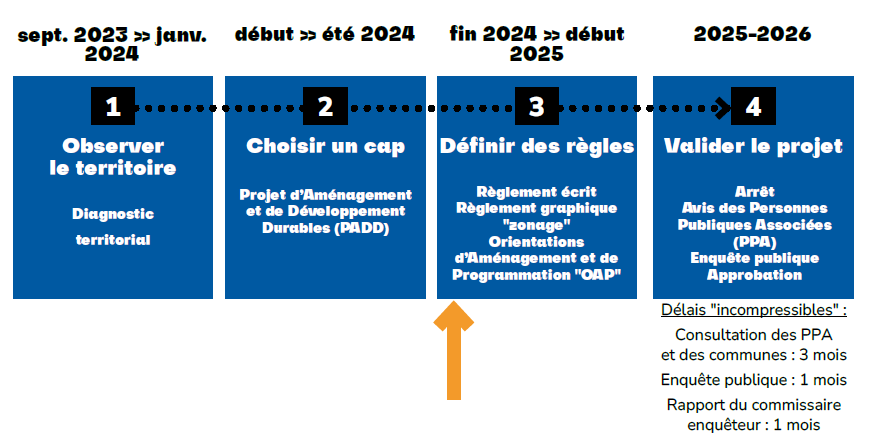 sept. 2023 >> janv.
2024
début >> été 2024
fin 2024 >> début
2025
2025-2026
1
Observer
le territoire
Diagnostic
territorial
2
Choisir un cap
Projet d'Aménagement
et de Développement
Durables (PADD)
3
Définir des règles
Règlement écrit
Règlement graphique
"zonage"
Orientations
d'Aménagement et de
Programmation "OAP"
4
Valider le projet
Arrêt
Avis des Personnes
Publiques Associées
(PPA)
Enquête publique
Approbation
Délais "incompressibles" :
Consultation des PPA
et des communes : 3 mois
Enquête publique : 1 mois
Rapport du commissaire
enquêteur : 1 mois